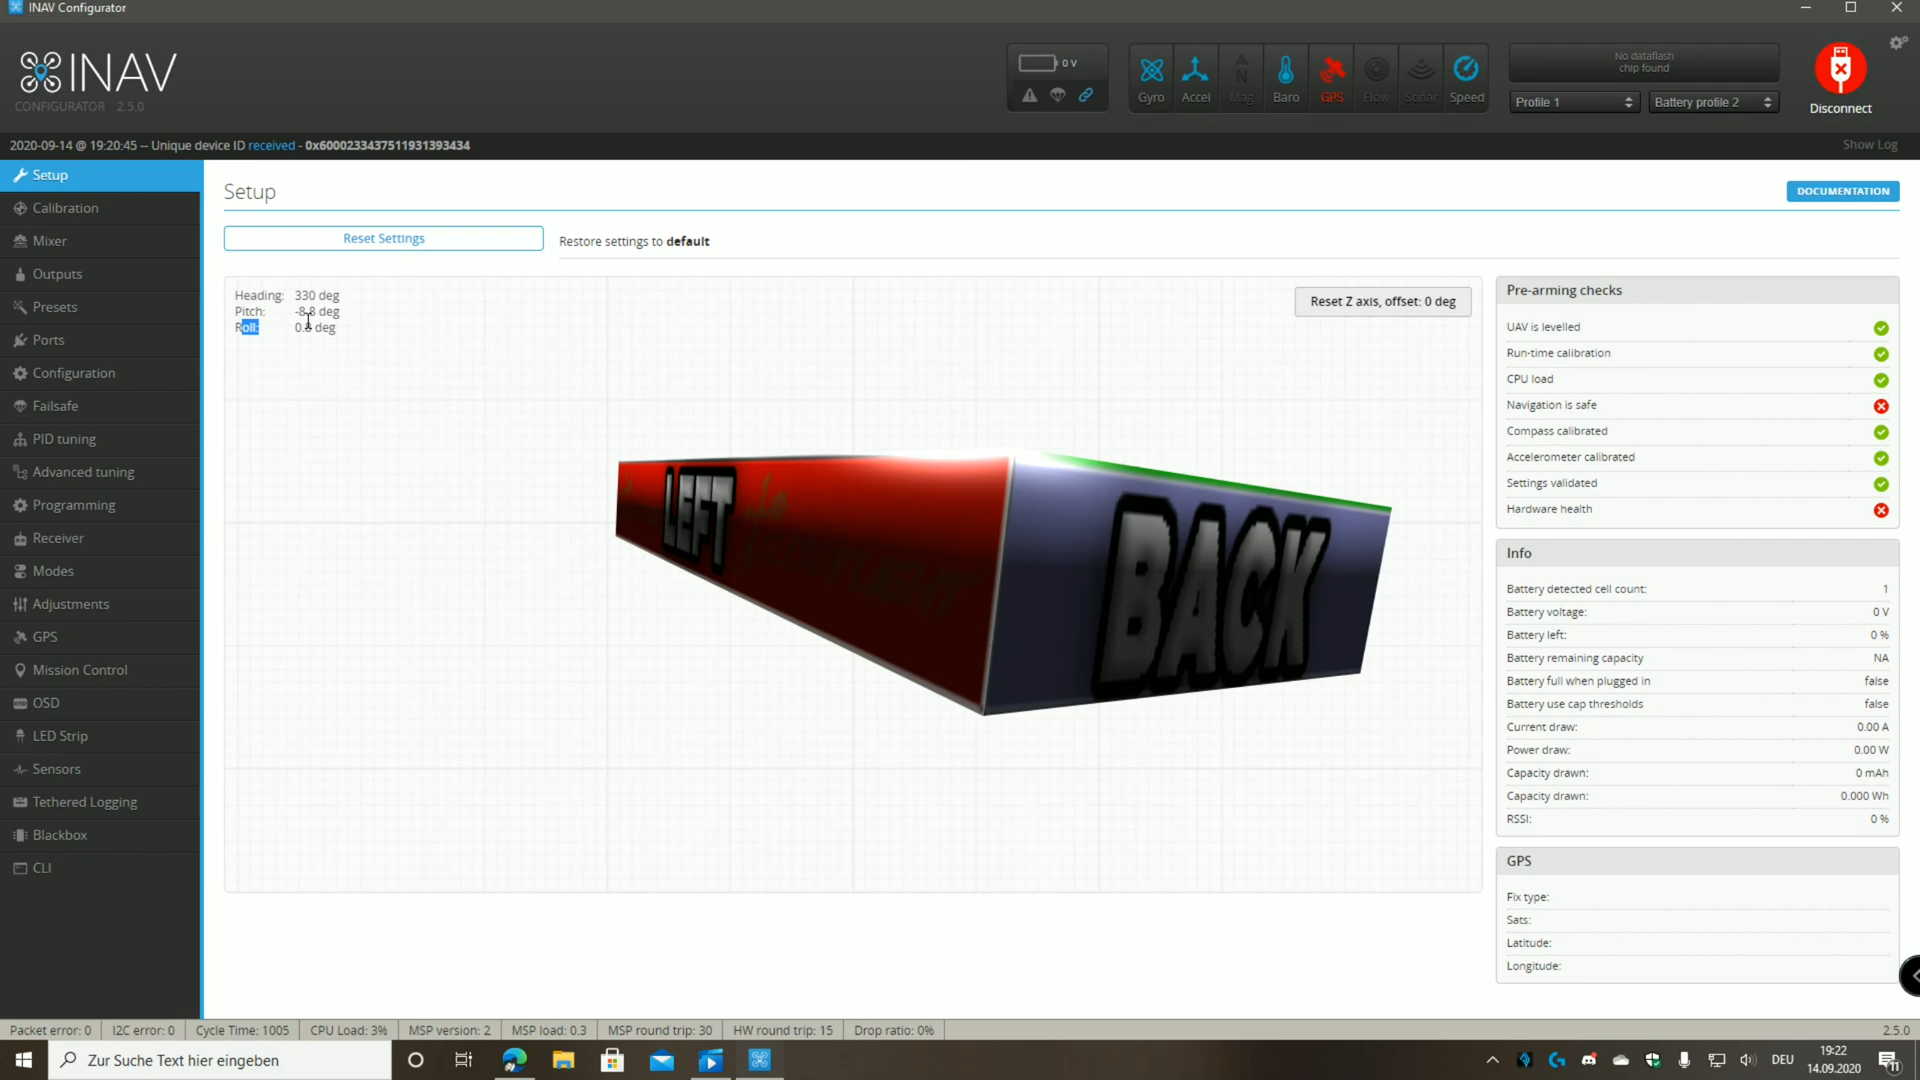 INAV Configurator
INAV
CONFIGURATOR 2.5.0
0 V
Gyro
Accel
Mag
Baro
GPS
Flow
Sonar
Speed
No dataflash
chip found
Profile 1
Battery profile 2
Disconnect
2020-09-14 @ 19:20:45 -- Unique device ID received - 0x6000233437511931393434
Show Log
Setup
Calibration
Mixer
Outputs
Presets
Ports
Configuration
Failsafe
PID tuning
Advanced tuning
Programming
Receiver
Modes
Adjustments
GPS
Mission Control
OSD
LED Strip
Sensors
Tethered Logging
Blackbox
CLI
Setup
DOCUMENTATION
Reset Settings
Restore settings to default
Heading: 330 deg
Pitch: -8.8 deg
Roll: deg
Reset Z axis, offset: 0 deg
LEFT
BACK
Pre-arming checks
UAV is levelled
Run-time calibration
CPU load
Navigation is safe
Compass calibrated
Accelerometer calibrated
Settings validated
Hardware health
Info
Battery detected cell count: 1
Battery voltage: 0 V
Battery left: 0 %
Battery remaining capacity NA
Battery full when plugged in false
Battery use cap thresholds false
Current draw: 0.00 A
Power draw: 0.00 W
Capacity drawn: 0 mAh
Capacity drawn: 0.000 Wh
RSSI: 0 %
GPS
Fix type:
Sats:
Latitude:
Longitude:
Packet error: 0
I2C error: 0
Cycle Time: 1005
CPU Load: 3%
MSP version: 2
MSP load: 0.3
MSP round trip: 30
HW round trip: 15
Drop ratio: 0%
2.5.0
Zur Suche Text hier eingeben
DEU
19:22
14.09.2020
11